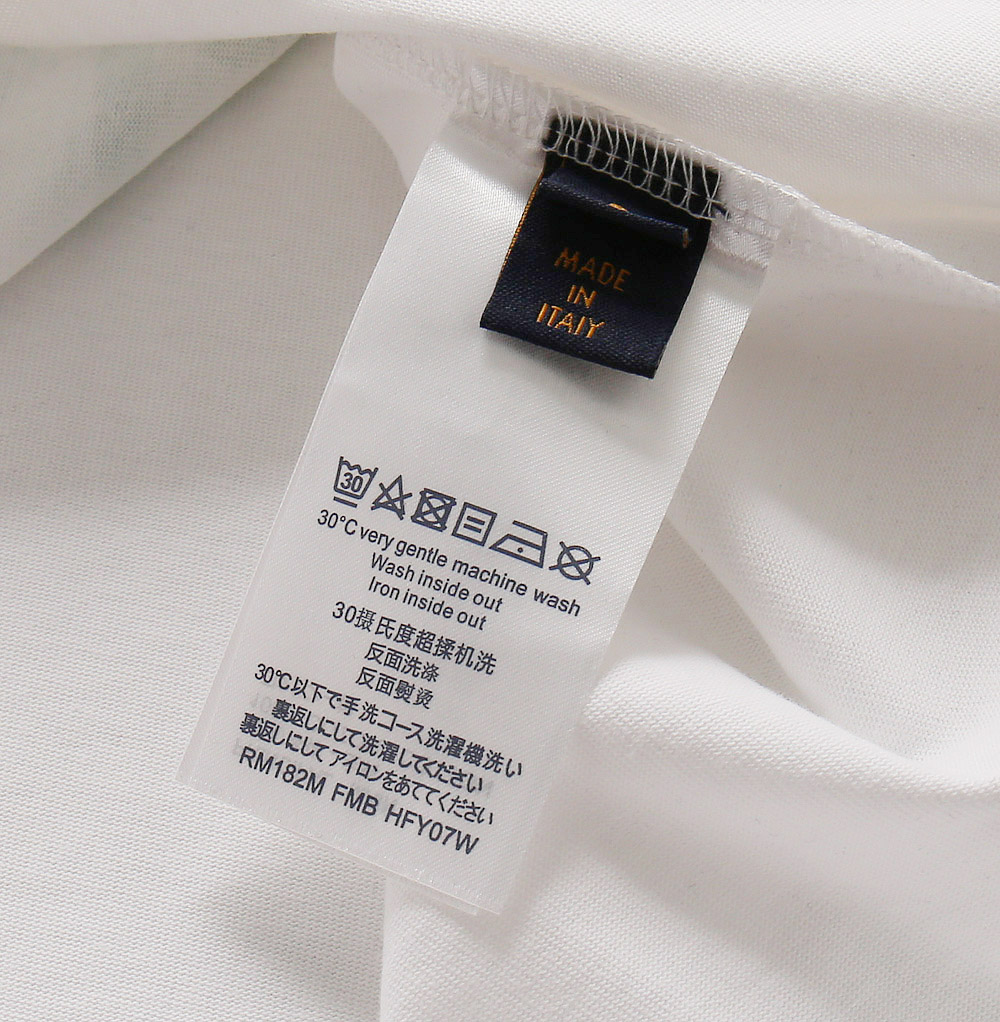 MADE
IN
ITAIY
30
30°C very gentle machine wash
Wash inside out
Iron inside out
30摄氏度超揉机洗
反面洗涤
反面熨烫
30℃以下で手洗コース洗濯機洗い
裏返しにして洗濯してください
裏返しにしてアイロンをあててください
RM182M FMB HFY07W